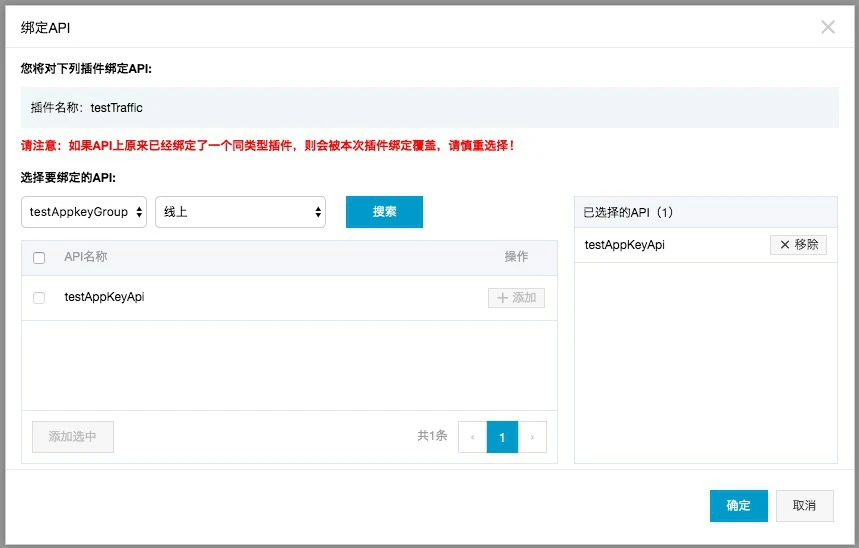 绑定API
您将对下列插件绑定API:
插件名称: testTraffic
请注意：如果API上原来已经绑定了一个同类型插件，则会被本次插件绑定覆盖，请慎重选择！
选择要绑定的API:
testAppkeyGroup 线上 搜索
API名称 操作
testAppKeyApi 添加
添加选中 共1条 ‹ 1 ›
已选择的API（1）
testAppKeyApi 移除
确定 取消